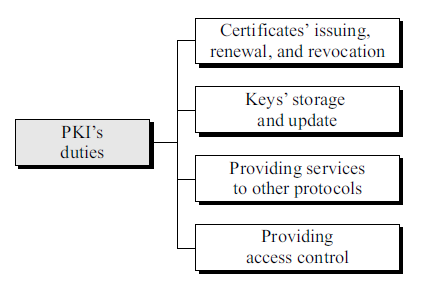 PKI's
duties
Certificates' issuing,
renewal, and revocation
Keys' storage
and update
Providing services
to other protocols
Providing
access control